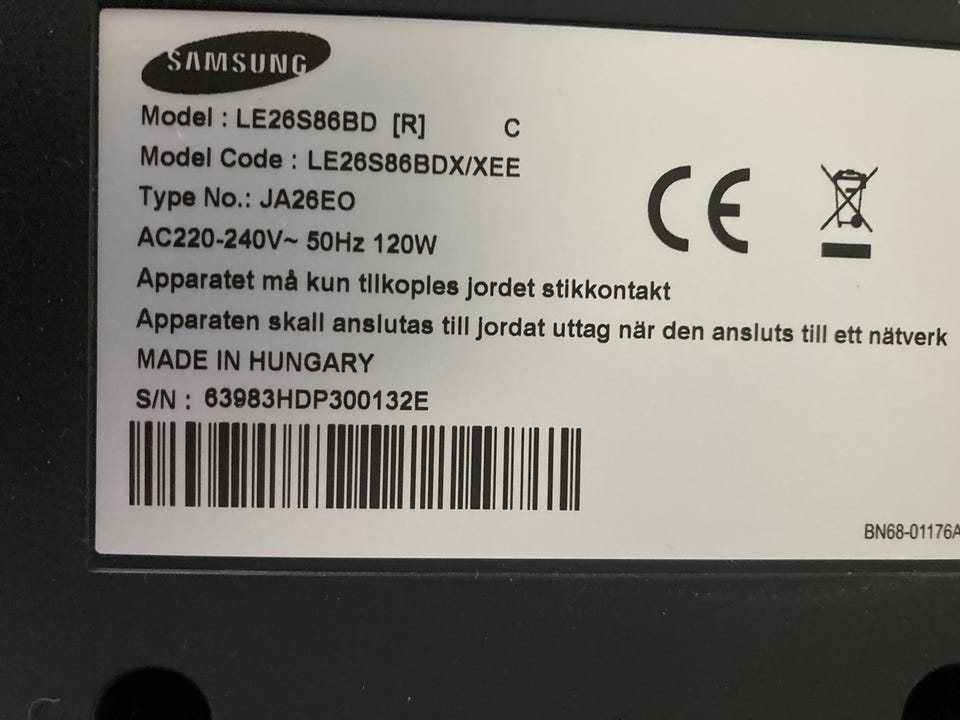 SAMSUNG
Model : LE26S86BD [R] C
Model Code : LE26S86BDX/XEE
Type No.: JA26EO
AC220-240V~ 50Hz 120W
Apparatet må kun tilkoples jordet stikkontakt
Apparaten skall anslutas till jordat uttag när den ansluts till ett nätverk
MADE IN HUNGARY
S/N : 63983HDP300132E
CE
BN68-01176A